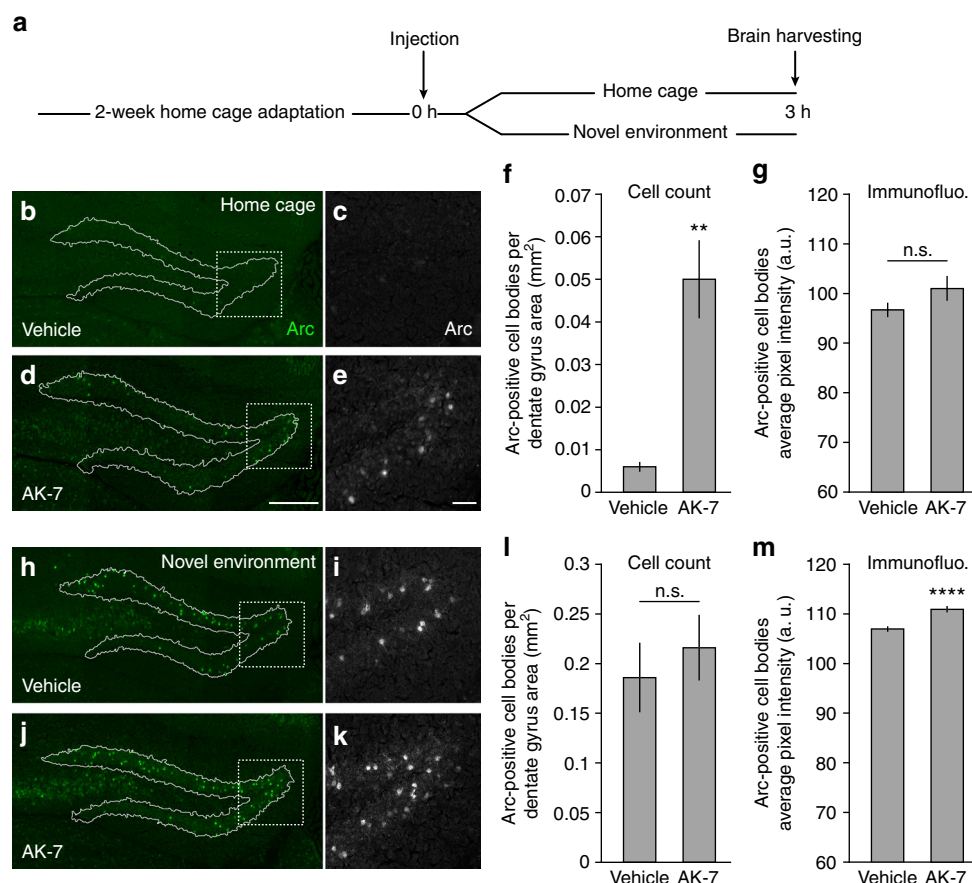 a
Injection
Brain harvesting
2-week home cage adaptation
0 h
Home cage
Novel environment
3 h
b
Home cage
Vehicle
Arc
c
Arc
d
AK-7
e
f
Cell count
Arc-positive cell bodies per
dentate gyrus area (mm²)
0.07
0.06
0.05
0.04
0.03
0.02
0.01
0
**
Vehicle
AK-7
g
Immunofluo.
Arc-positive cell bodies
average pixel intensity (a.u.)
120
110
100
90
80
70
60
n.s.
Vehicle
AK-7
h
Novel environment
Vehicle
i
j
AK-7
k
l
Cell count
Arc-positive cell bodies per
dentate gyrus area (mm²)
0.3
0.25
0.2
0.15
0.1
0.05
0
n.s.
Vehicle
AK-7
m
Immunofluo.
Arc-positive cell bodies
average pixel intensity (a. u.)
120
110
100
90
80
70
60
****
Vehicle
AK-7